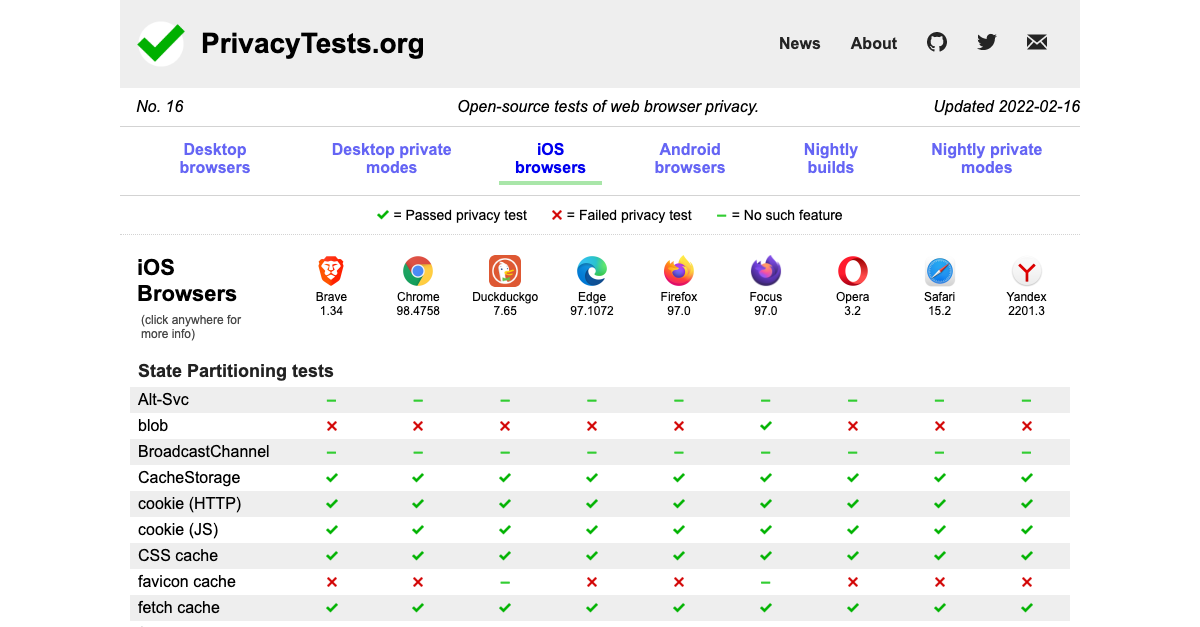 PrivacyTests.org
News About
No. 16 Open-source tests of web browser privacy. Updated 2022-02-16
Desktop browsers Desktop private modes iOS browsers Android browsers Nightly builds Nightly private modes
✓ = Passed privacy test ✕ = Failed privacy test – = No such feature
iOS
Browsers
(click anywhere for
more info)
Brave Chrome Duckduckgo Edge Firefox Focus Opera Safari Yandex
1.34 98.4758 7.65 97.1072 97.0 97.0 3.2 15.2 2201.3
State Partitioning tests
Alt-Svc – – – – – – – – –
blob ✕ ✕ ✕ ✕ ✕ ✓ ✕ ✕ ✕
BroadcastChannel – – – – – – – – –
CacheStorage ✓ ✓ ✓ ✓ ✓ ✓ ✓ ✓ ✓
cookie (HTTP) ✓ ✓ ✓ ✓ ✓ ✓ ✓ ✓ ✓
cookie (JS) ✓ ✓ ✓ ✓ ✓ ✓ ✓ ✓ ✓
CSS cache ✓ ✓ ✓ ✓ ✓ ✓ ✓ ✓ ✓
favicon cache ✕ ✕ – ✕ ✕ – ✕ ✕ ✕
fetch cache ✓ ✓ ✓ ✓ ✓ ✓ ✓ ✓ ✓